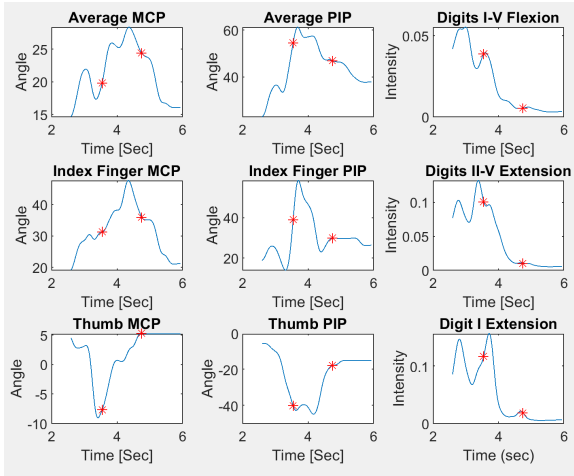 Average MCP
Average PIP
Digits I-V Flexion
Angle
25
20
15
2
4
6
Time [Sec]
Angle
60
40
2
4
6
Time [Sec]
Intensity
0.05
0
2
4
6
Time [Sec]
Index Finger MCP
Index Finger PIP
Digits II-V Extension
Angle
40
30
20
2
4
6
Time [Sec]
Angle
40
20
2
4
6
Time [Sec]
Intensity
0.1
0
2
4
6
Time [Sec]
Thumb MCP
Thumb PIP
Digit I Extension
Angle
5
0
-5
-10
2
4
6
Time [Sec]
Angle
0
-20
-40
2
4
6
Time [Sec]
Intensity
0.1
0
2
4
6
Time (sec)